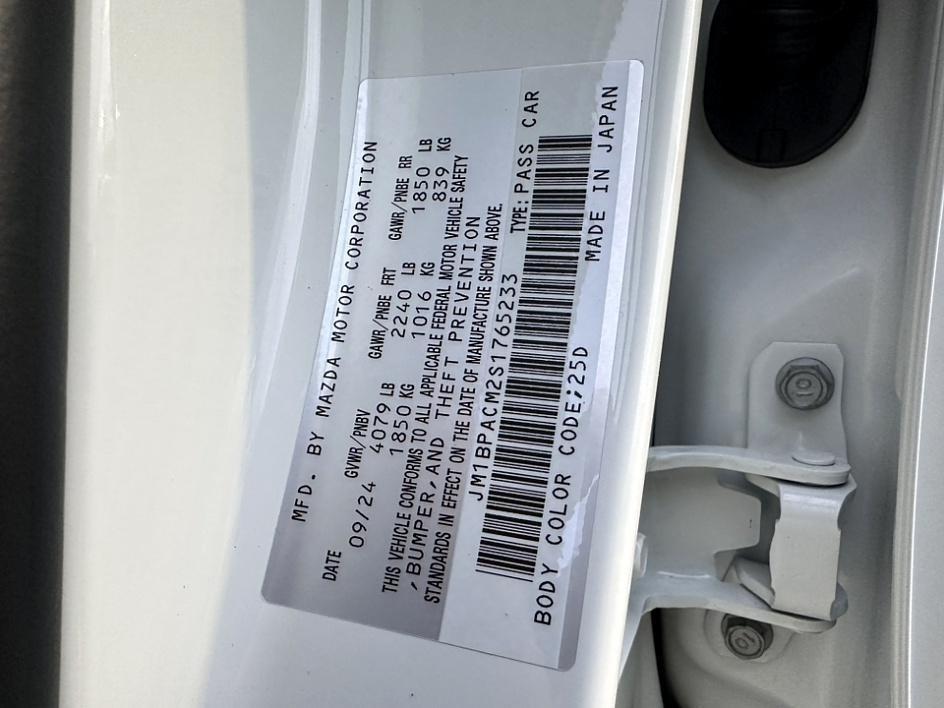 MFD. BY MAZDA MOTOR CORPORATION
DATE GVWR/PNBV GAWR/PNBE FRT GAWR/PNBE RR
09/24 4079 LB 2240 LB 1850 LB
1850 KG 1016 KG 839 KG
THIS VEHICLE CONFORMS TO ALL APPLICABLE FEDERAL MOTOR VEHICLE SAFETY
,BUMPER,AND THEFT PREVENTION
STANDARDS IN EFFECT ON THE DATE OF MANUFACTURE SHOWN ABOVE.
JM1BPACM2S1765233 TYPE: PASS CAR
BODY COLOR CODE;25D MADE IN JAPAN